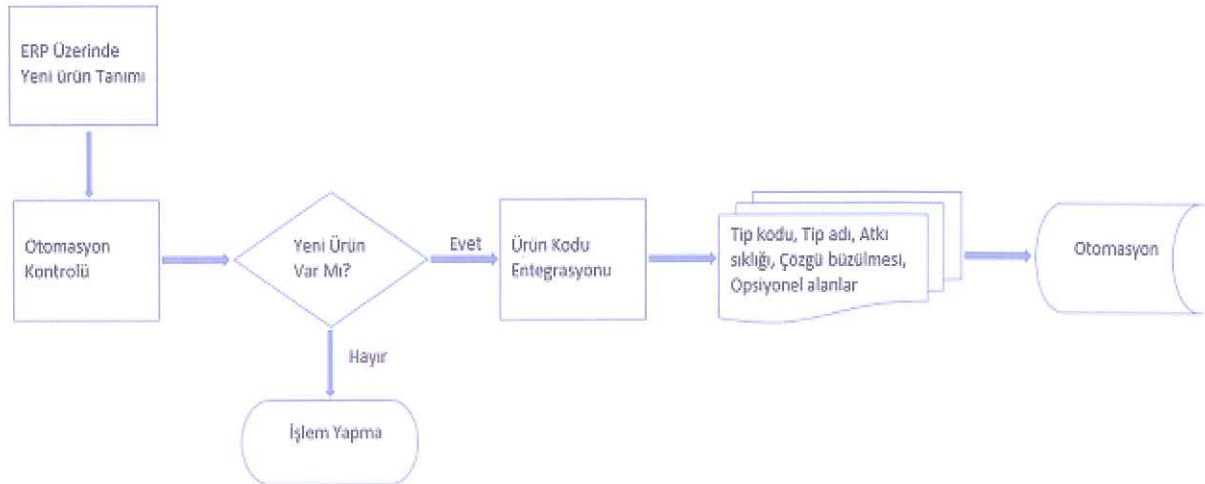 ERP Üzerinde
Yeni ürün Tanımı
Otomasyon
Kontrolü
Yeni Ürün
Var Mı?
Evet
Hayır
İşlem Yapma
Ürün Kodu
Entegrasyonu
Tip kodu, Tip adı, Atkı
sıklığı, Çözgü büzülmesi,
Opsiyonel alanlar
Otomasyon